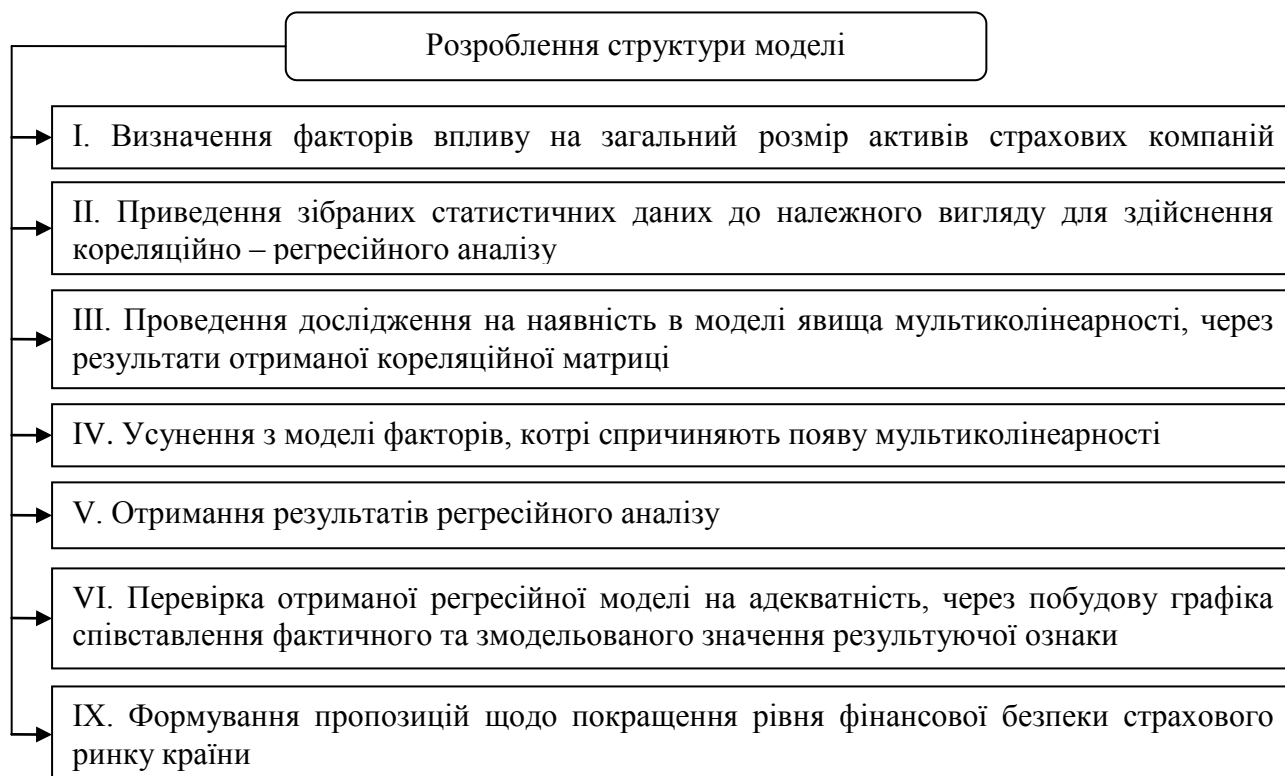 Розроблення структури моделі
I. Визначення факторів впливу на загальний розмір активів страхових компаній
II. Приведення зібраних статистичних даних до належного вигляду для здійснення
кореляційно – регресійного аналізу
III. Проведення дослідження на наявність в моделі явища мультиколінеарності, через
результати отриманої кореляційної матриці
IV. Усунення з моделі факторів, котрі спричиняють появу мультиколінеарності
V. Отримання результатів регресійного аналізу
VI. Перевірка отриманої регресійної моделі на адекватність, через побудову графіка
співставлення фактичного та змодельованого значення результуючої ознаки
IX. Формування пропозицій щодо покращення рівня фінансової безпеки страхового
ринку країни